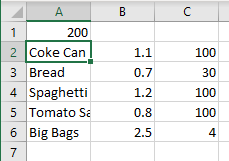 A B C
1 200
2 Coke Can 1.1 100
3 Bread 0.7 30
4 Spaghetti 1.2 100
5 Tomato Sa 0.8 100
6 Big Bags 2.5 4
7